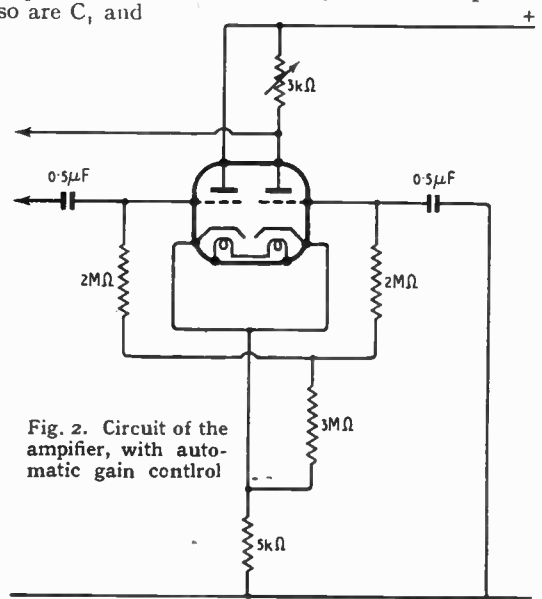 so are C, and
+
3kΩ
0·5µF
0·5µF
2MΩ
2MΩ
3MΩ
Fig. 2. Circuit of the
ampifier, with auto-
matic gain contlrol
5kΩ